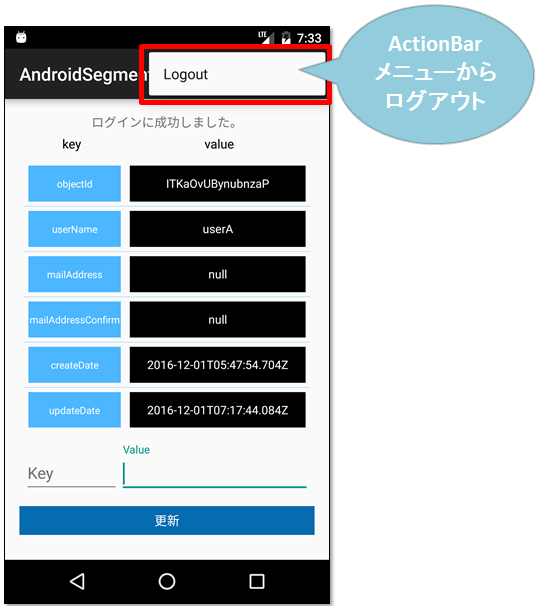 LTE 7:33
AndroidSegment
Logout
ActionBar
メニューから
ログアウト
ログインに成功しました。
key value
objectId ITKaOvUBynubnzaP
userName userA
mailAddress null
mailAddressConfirm null
createDate 2016-12-01T05:47:54.704Z
updateDate 2016-12-01T07:17:44.084Z
Value
Key
更新